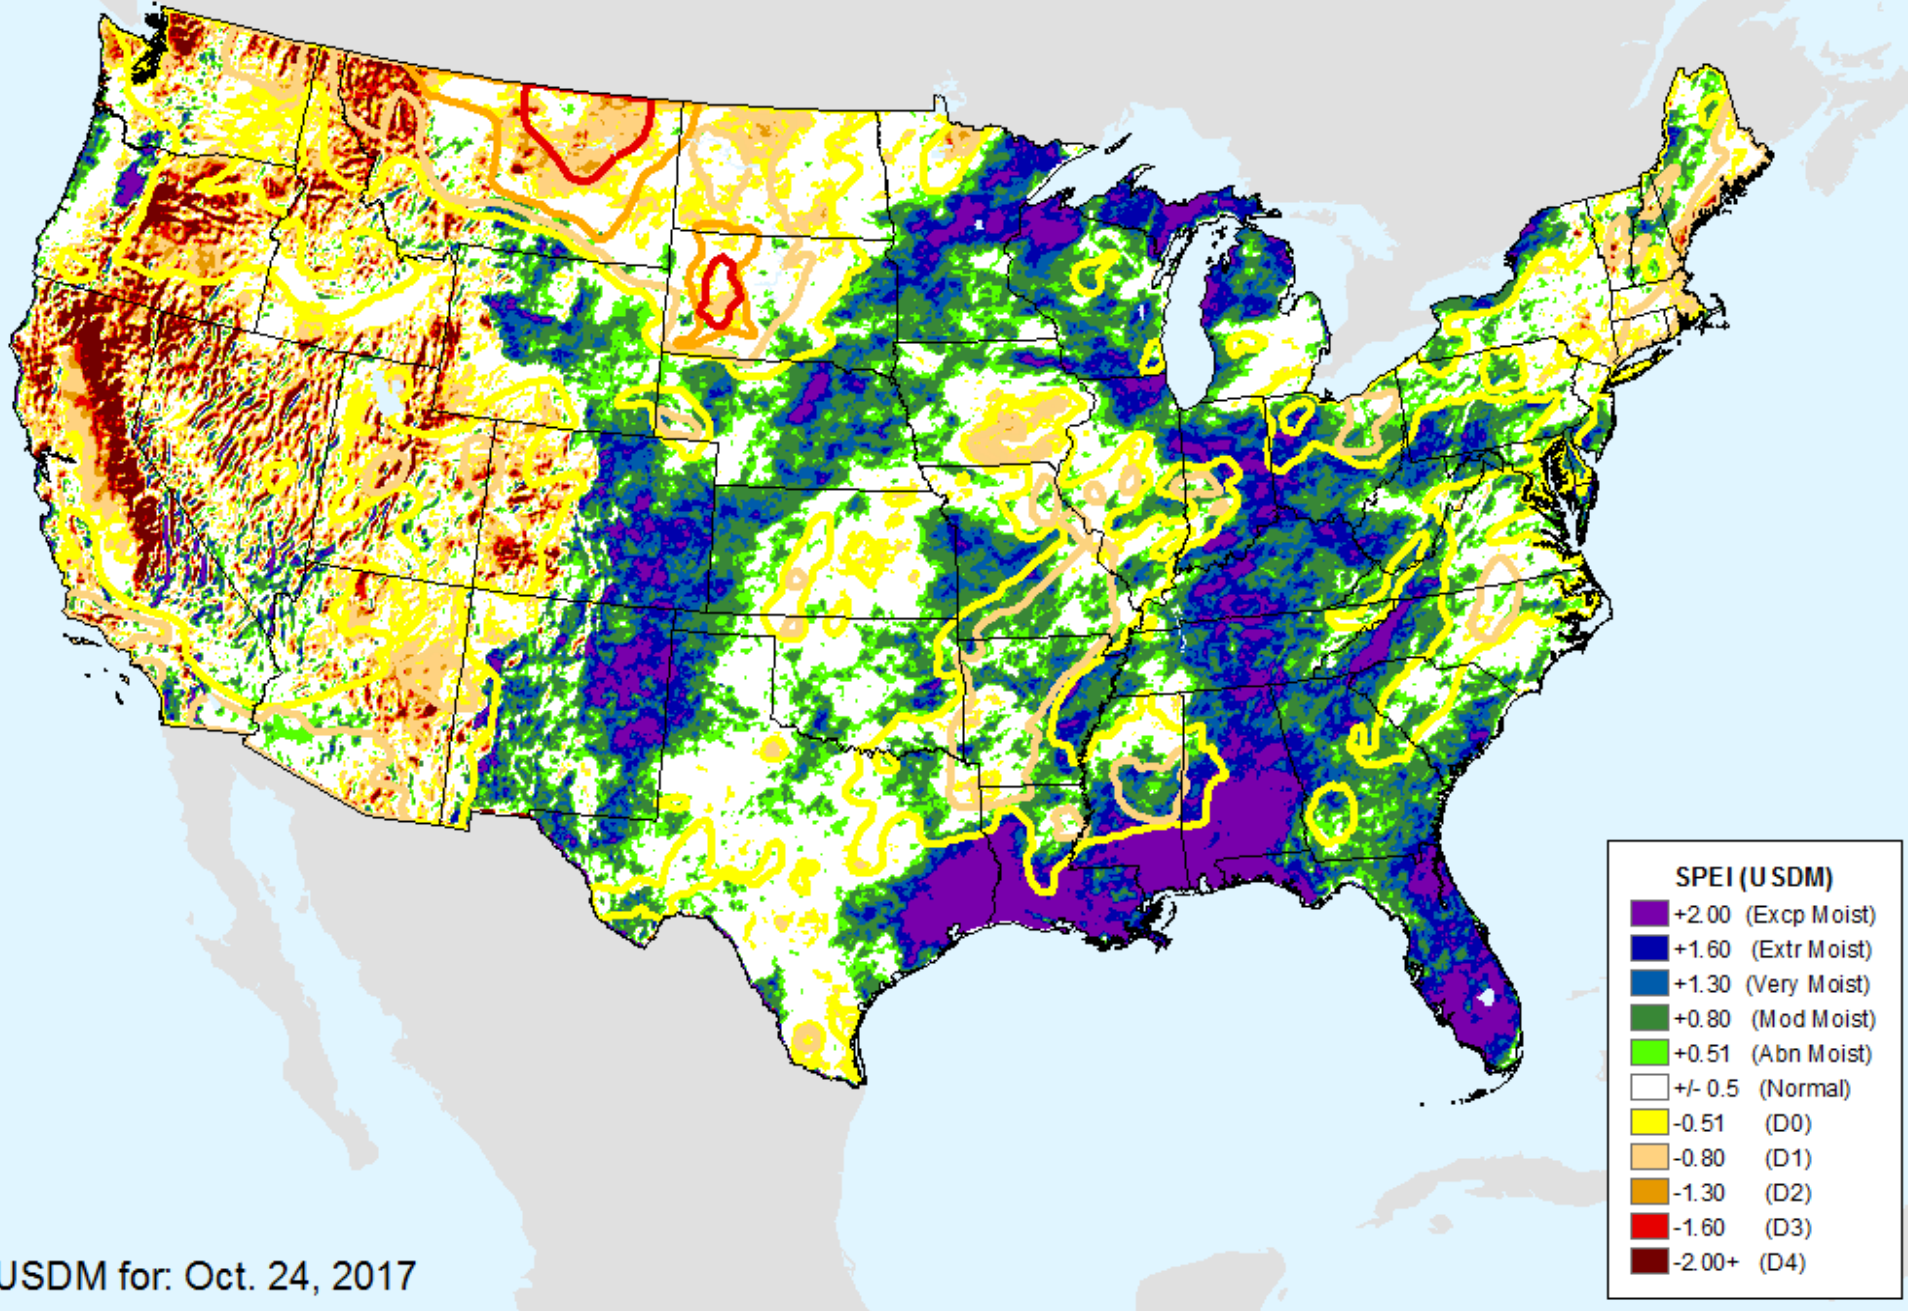 SPEI (USDM)
+2.00 (Excp Moist)
+1.60 (Extr Moist)
+1.30 (Very Moist)
+0.80 (Mod Moist)
+0.51 (Abn Moist)
+/- 0.5 (Normal)
-0.51 (D0)
-0.80 (D1)
-1.30 (D2)
-1.60 (D3)
-2.00+ (D4)
USDM for: Oct. 24, 2017